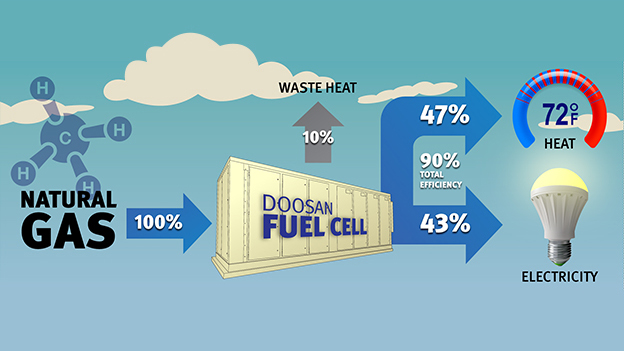 H
H
C
H
H
NATURAL
GAS
100%
WASTE HEAT
10%
DOOSAN
FUEL CELL
47%
90%
TOTAL
EFFICIENCY
43%
72°F
HEAT
ELECTRICITY